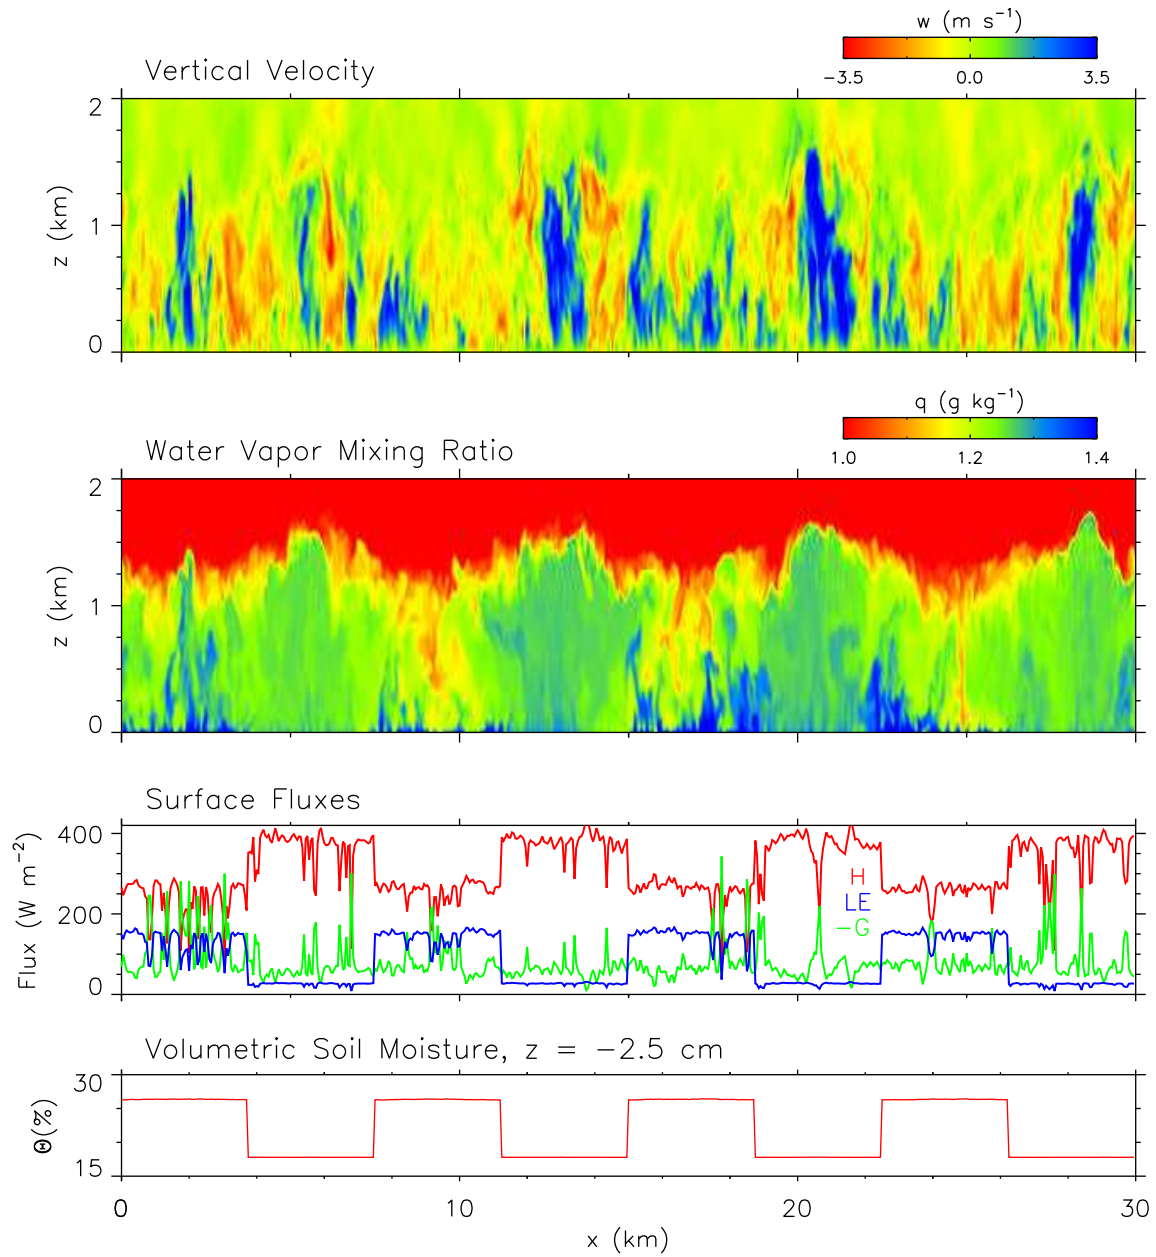 w (m s⁻¹)
Vertical Velocity
−3.5 0.0 3.5
2
1
0
z (km)
q (g kg⁻¹)
Water Vapor Mixing Ratio
1.0 1.2 1.4
2
1
0
z (km)
Surface Fluxes
400
200
0
Flux (W m⁻²)
H
LE
−G
Volumetric Soil Moisture, z = −2.5 cm
30
15
Θ(%)
0 10 20 30
x (km)